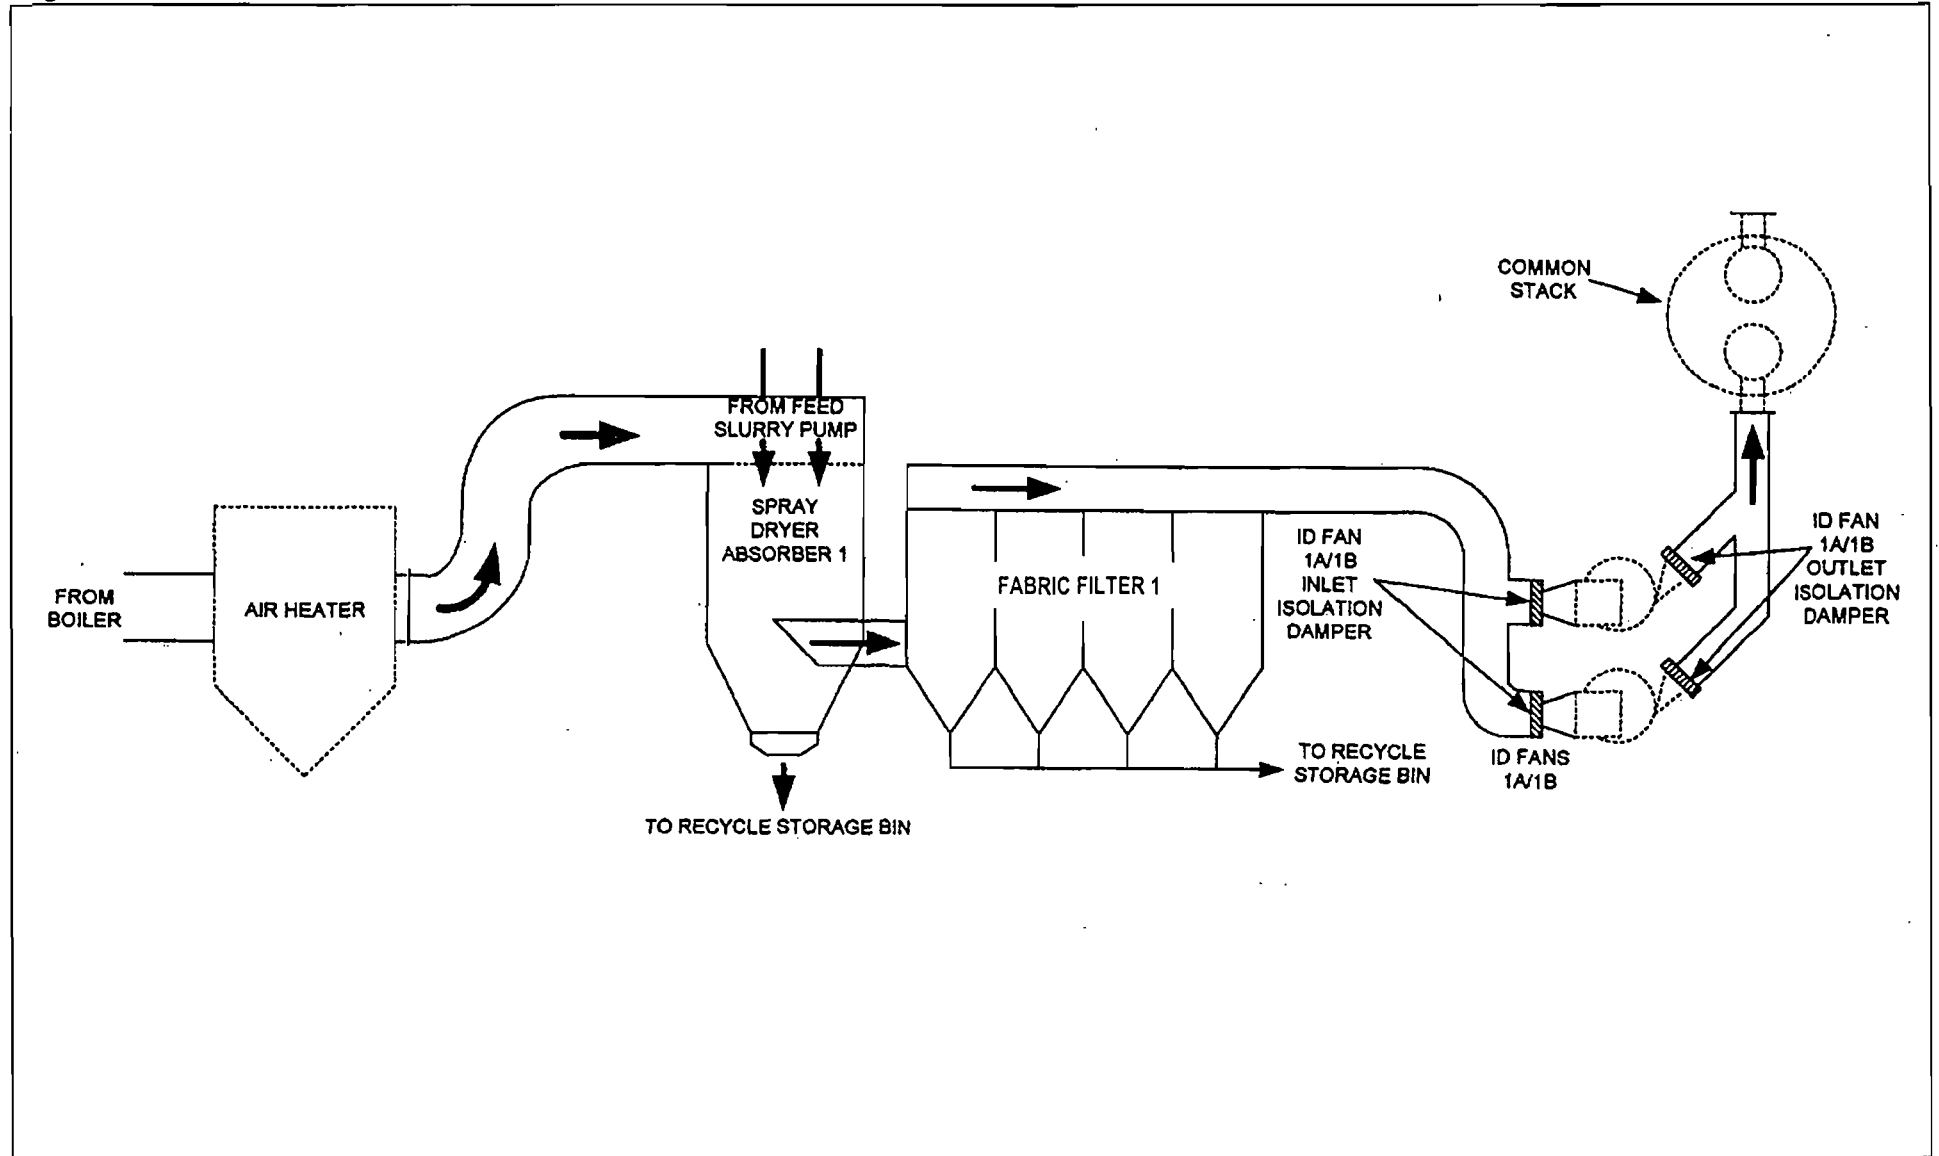 COMMON
STACK
FROM FEED
SLURRY PUMP
SPRAY
DRYER
ABSORBER 1
ID FAN
1A/1B
INLET
ISOLATION
DAMPER
ID FAN
1A/1B
OUTLET
ISOLATION
DAMPER
FROM
BOILER
AIR HEATER
FABRIC FILTER 1
TO RECYCLE
STORAGE BIN
ID FANS
1A/1B
TO RECYCLE STORAGE BIN